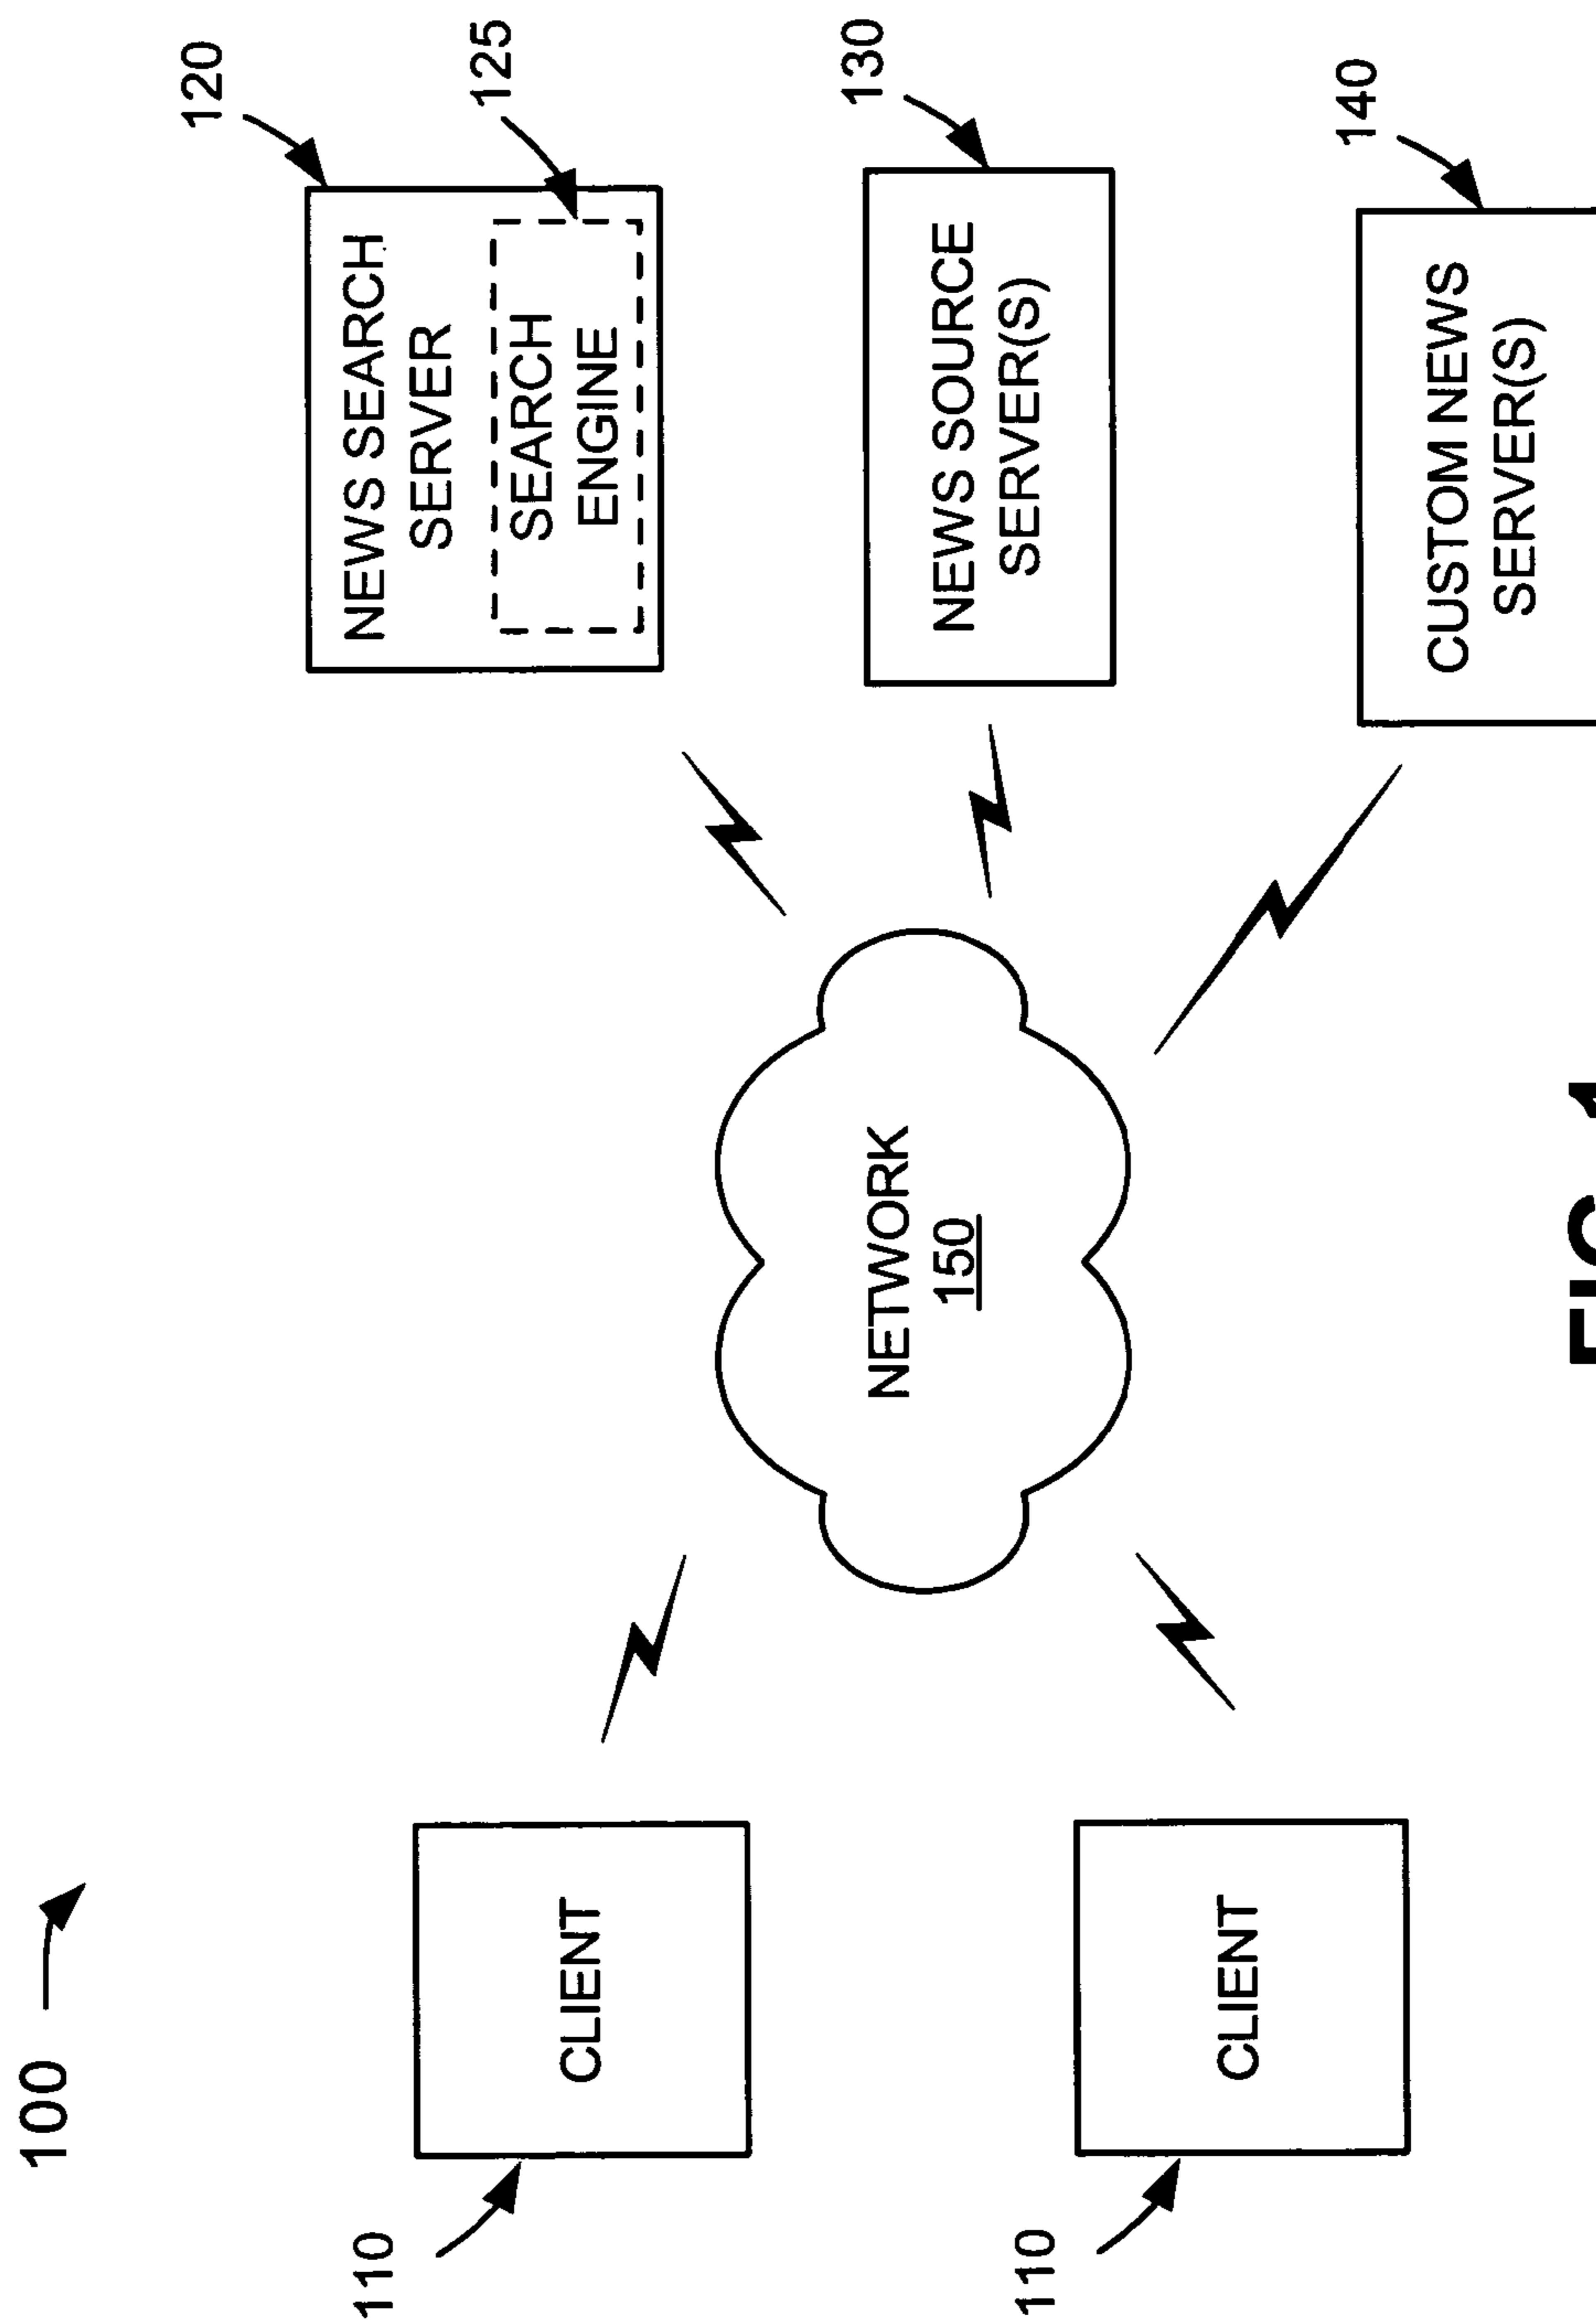 100
110
CLIENT
110
CLIENT
NETWORK
150
120
NEWS SEARCH
SERVER
125
SEARCH
ENGINE
130
NEWS SOURCE
SERVER(S)
140
CUSTOM NEWS
SERVER(S)